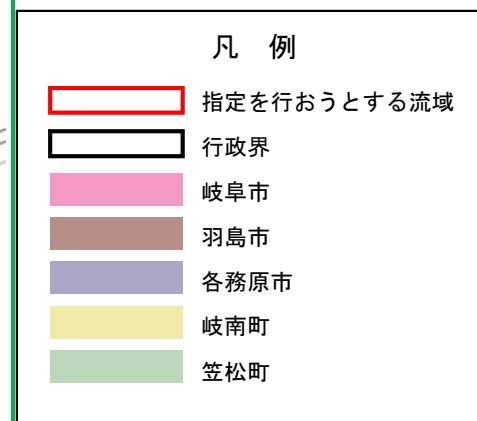 凡 例
指定を行おうとする流域
行政界
岐阜市
羽島市
各務原市
岐南町
笠松町